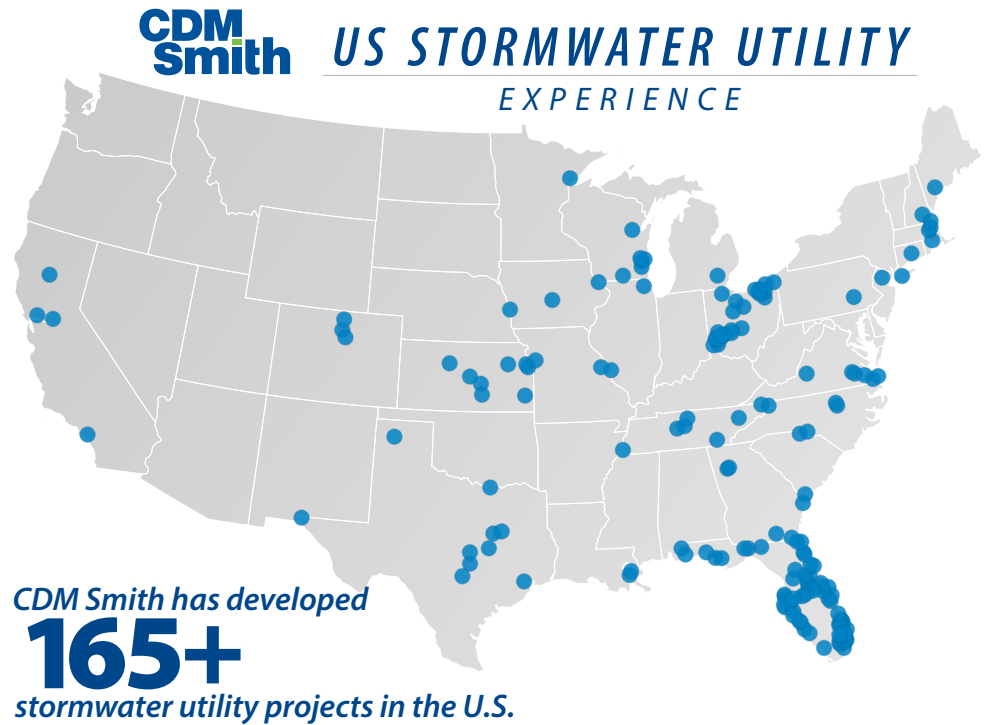 CDM
Smith
US STORMWATER UTILITY
EXPERIENCE
CDM Smith has developed
165+
stormwater utility projects in the U.S.